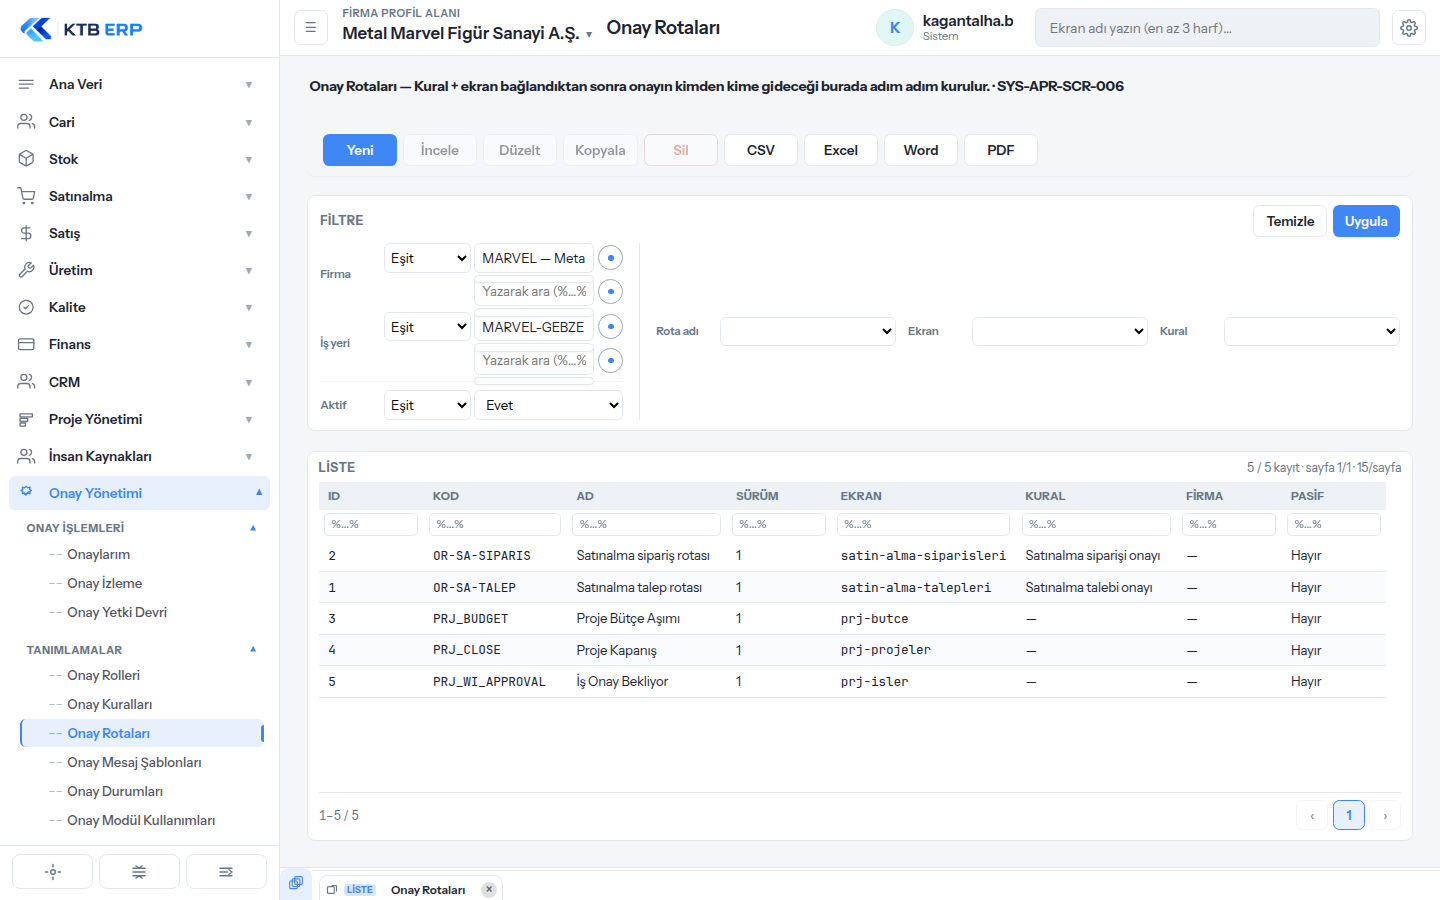 KTB ERP
Ana Veri
Cari
Stok
Satınalma
Satış
Üretim
Kalite
Finans
CRM
Proje Yönetimi
İnsan Kaynakları
Onay Yönetimi
ONAY İŞLEMLERİ
Onaylarım
Onay İzleme
Onay Yetki Devri
TANIMLAMALAR
Onay Rolleri
Onay Kuralları
Onay Rotaları
Onay Mesaj Şablonları
Onay Durumları
Onay Modül Kullanımları
FİRMA PROFİL ALANI
Metal Marvel Figür Sanayi A.Ş. ▾
Onay Rotaları
K
kagantalha.b
Sistem
Ekran adı yazın (en az 3 harf)…
Onay Rotaları — Kural + ekran bağlandıktan sonra onayın kimden kime gideceği burada adım adım kurulur. · SYS-APR-SCR-006
Yeni İncele Düzelt Kopyala Sil CSV Excel Word PDF
FİLTRE
Temizle Uygula
Firma Eşit MARVEL — Meta
Yazarak ara (%...%
İş yeri Eşit MARVEL-GEBZE
Yazarak ara (%...%
Aktif Eşit Evet
Rota adı Ekran Kural
LİSTE
5 / 5 kayıt · sayfa 1/1 · 15/sayfa
ID KOD AD SÜRÜM EKRAN KURAL FİRMA PASİF
%...% %...% %...% %...% %...% %...% %...% %...%
2 OR-SA-SIPARIS Satınalma sipariş rotası 1 satin-alma-siparisleri Satınalma siparişi onayı — Hayır
1 OR-SA-TALEP Satınalma talep rotası 1 satin-alma-talepleri Satınalma talebi onayı — Hayır
3 PRJ_BUDGET Proje Bütçe Aşımı 1 prj-butce — — Hayır
4 PRJ_CLOSE Proje Kapanış 1 prj-projeler — — Hayır
5 PRJ_WI_APPROVAL İş Onay Bekliyor 1 prj-isler — — Hayır
1–5 / 5
‹ 1 ›
LİSTE Onay Rotaları ×